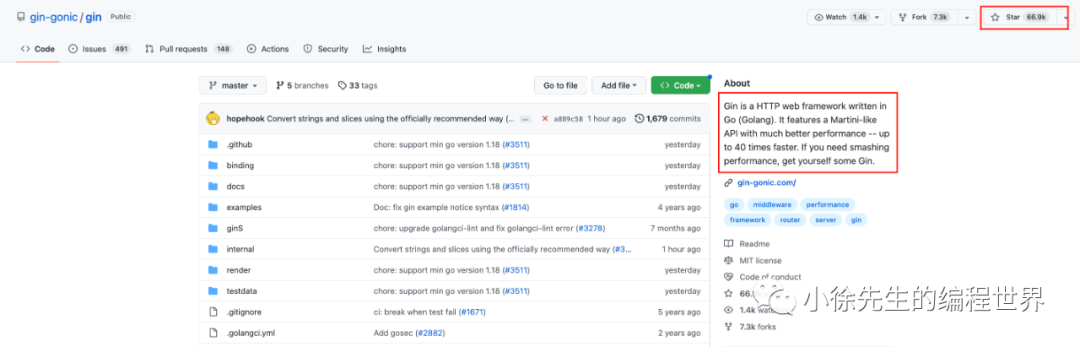 gin-gonic / gin Public
Watch 1.4k
Fork 7.3k
Star 66.9k
Code
Issues 491
Pull requests 148
Actions
Security
Insights
master
5 branches
33 tags
Go to file
Add file
Code
hopehook Convert strings and slices using the officially recommended way (... ... a889c58 1 hour ago 1,679 commits
.github chore: support min go version 1.18 (#3511) yesterday
binding chore: support min go version 1.18 (#3511) yesterday
docs chore: support min go version 1.18 (#3511) yesterday
examples Doc: fix gin example notice syntax (#1814) 4 years ago
ginS chore: upgrade golangci-lint and fix golangci-lint error (#3278) 7 months ago
internal Convert strings and slices using the officially recommended way (#3... 1 hour ago
render chore: support min go version 1.18 (#3511) yesterday
testdata chore: support min go version 1.18 (#3511) yesterday
.gitignore ci: break when test fail (#1671) 5 years ago
.golangci.yml Add gosec (#2882) 2 years ago
About
Gin is a HTTP web framework written in
Go (Golang). It features a Martini-like
API with much better performance -- up
to 40 times faster. If you need smashing
performance, get yourself some Gin.
gin-gonic.com/
go middleware performance
framework router server gin
Readme
MIT license
Code of conduct
66.9
1.4k
7.3k forks
小徐先生的编程世界